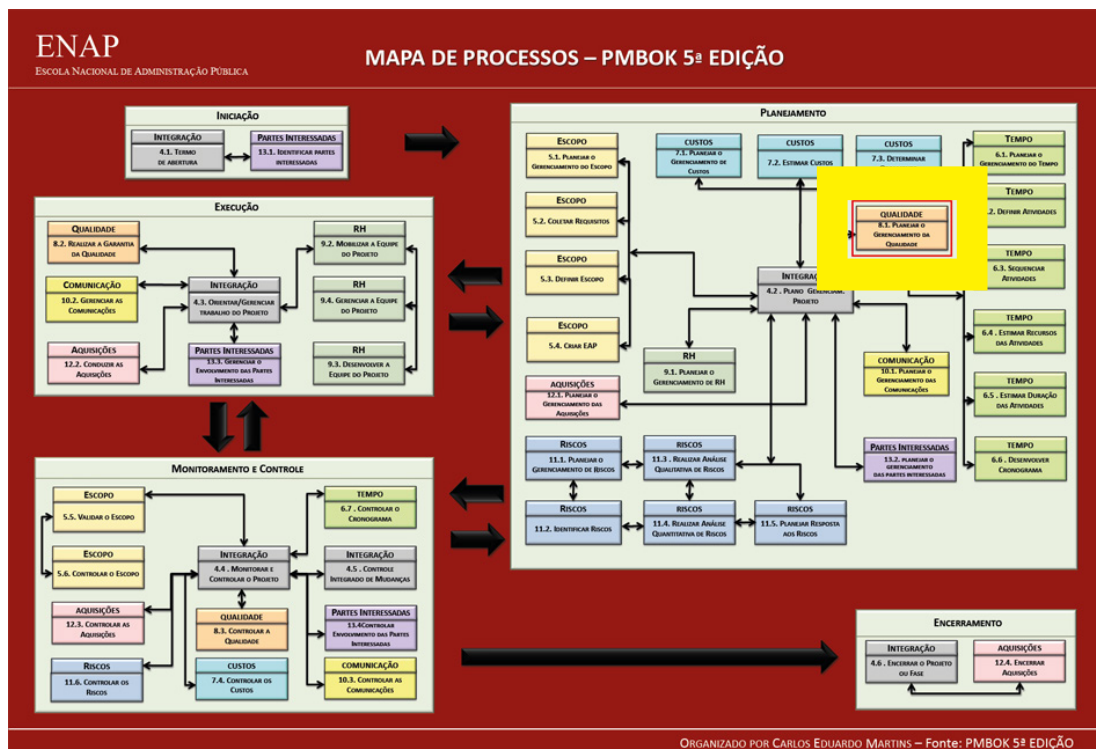 ENAP
ESCOLA NACIONAL DE ADMINISTRAÇÃO PÚBLICA
MAPA DE PROCESSOS – PMBOK 5ª EDIÇÃO
INICIAÇÃO
INTEGRAÇÃO
4.1. TERMO
DE ABERTURA
PARTES INTERESSADAS
13.1. IDENTIFICAR PARTES
INTERESSADAS
EXECUÇÃO
QUALIDADE
8.2. REALIZAR A GARANTIA
DA QUALIDADE
RH
9.2. MOBILIZAR A EQUIPE
DO PROJETO
COMUNICAÇÃO
10.2. GERENCIAR AS
COMUNICAÇÕES
INTEGRAÇÃO
4.3. ORIENTAR/GERENCIAR
TRABALHO DO PROJETO
RH
9.4. GERENCIAR A EQUIPE
DO PROJETO
AQUISIÇÕES
12.2. CONDUZIR AS
AQUISIÇÕES
PARTES INTERESSADAS
13.3. GERENCIAR O
ENVOLVIMENTO DAS PARTES
INTERESSADAS
RH
9.3. DESENVOLVER A
EQUIPE DO PROJETO
MONITORAMENTO E CONTROLE
ESCOPO
5.5. VALIDAR O ESCOPO
TEMPO
6.7 . CONTROLAR O
CRONOGRAMA
ESCOPO
5.6. CONTROLAR O ESCOPO
INTEGRAÇÃO
4.4 . MONITORAR E
CONTROLAR O PROJETO
INTEGRAÇÃO
4.5 . CONTROLE
INTEGRADO DE MUDANÇAS
AQUISIÇÕES
12.3. CONTROLAR AS
AQUISIÇÕES
QUALIDADE
8.3. CONTROLAR A
QUALIDADE
PARTES INTERESSADAS
13.4CONTROLAR
ENVOLVIMENTO DAS PARTES
INTERESSADAS
RISCOS
11.6. CONTROLAR OS
RISCOS
CUSTOS
7.4. CONTROLAR OS
CUSTOS
COMUNICAÇÃO
10.3. CONTROLAR AS
COMUNICAÇÕES
PLANEJAMENTO
ESCOPO
5.1. PLANEJAR O
GERENCIAMENTO DO ESCOPO
CUSTOS
7.1. PLANEJAR O
GERENCIAMENTO DE
CUSTOS
CUSTOS
7.2. ESTIMAR CUSTOS
CUSTOS
7.3. DETERMINAR
TEMPO
6.1. PLANEJAR O
GERENCIAMENTO DO TEMPO
ESCOPO
5.2. COLETAR REQUISITOS
QUALIDADE
8.1. PLANEJAR O
GERENCIAMENTO DA
QUALIDADE
TEMPO
.2. DEFINIR ATIVIDADES
ESCOPO
5.3. DEFINIR ESCOPO
INTEGRAÇ
4.2 . PLANO GERENCIAM.
PROJETO
TEMPO
6.3. SEQUENCIAR
ATIVIDADES
ESCOPO
5.4. CRIAR EAP
RH
9.1. PLANEJAR O
GERENCIAMENTO DE RH
COMUNICAÇÃO
10.1. PLANEJAR O
GERENCIAMENTO DAS
COMUNICAÇÕES
TEMPO
6.4 . ESTIMAR RECURSOS
DAS ATIVIDADES
AQUISIÇÕES
12.1. PLANEJAR O
GERENCIAMENTO DAS
AQUISIÇÕES
TEMPO
6.5 . ESTIMAR DURAÇÃO
DAS ATIVIDADES
RISCOS
11.1. PLANEJAR O
GERENCIAMENTO DE RISCOS
RISCOS
11.3 . REALIZAR ANÁLISE
QUALITATIVA DE RISCOS
PARTES INTERESSADAS
13.2. PLANEJAR O
GERENCIAMENTO
DAS PARTES INTERESSADAS
TEMPO
6.6 . DESENVOLVER
CRONOGRAMA
RISCOS
11.2. IDENTIFICAR RISCOS
RISCOS
11.4. REALIZAR ANÁLISE
QUANTITATIVA DE RISCOS
RISCOS
11.5. PLANEJAR RESPOSTA
AOS RISCOS
ENCERRAMENTO
INTEGRAÇÃO
4.6 . ENCERRAR O PROJETO
OU FASE
AQUISIÇÕES
12.4. ENCERRAR
AQUISIÇÕES
ORGANIZADO POR CARLOS EDUARDO MARTINS – Fonte: PMBOK 5ª EDIÇÃO